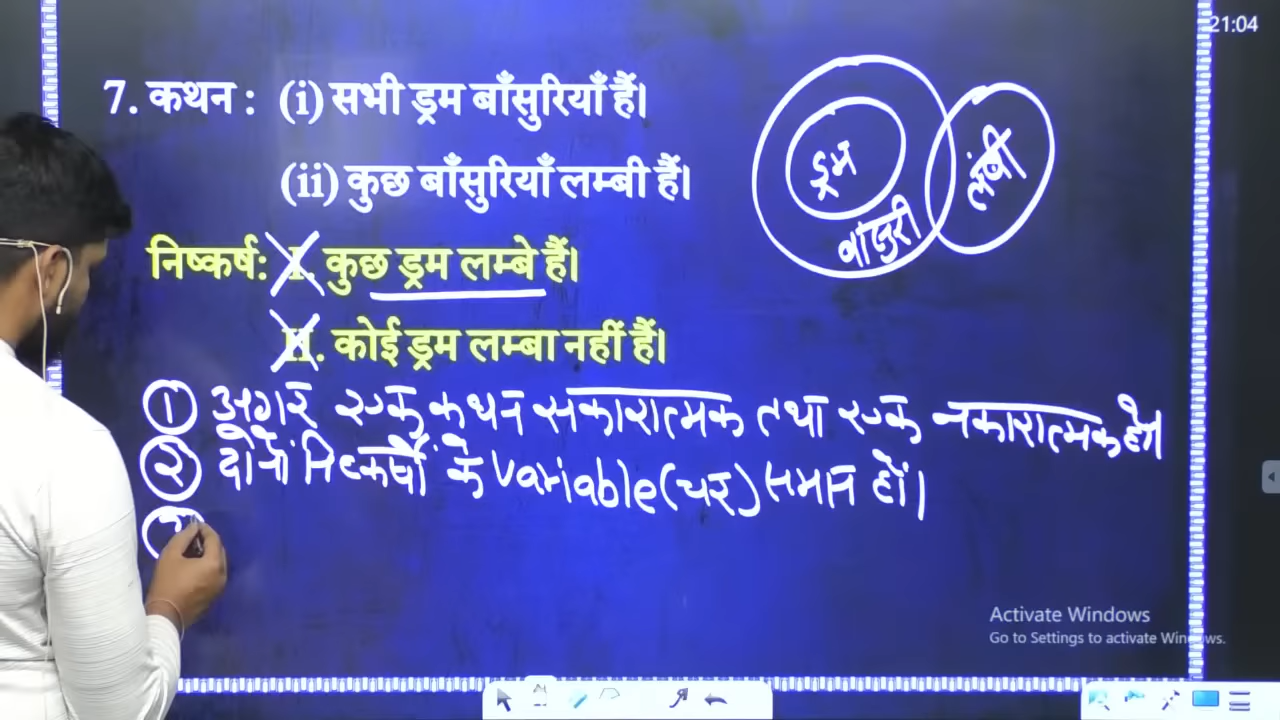 21:04
7. कथन : (i) सभी ड्रम बाँसुरियाँ हैं।
(ii) कुछ बाँसुरियाँ लम्बी हैं।
निष्कर्ष: I. कुछ ड्रम लम्बे हैं।
II. कोई ड्रम लम्बा नहीं हैं।
ड्रम
बांसुरी
लंबी
① अगर एक कथन सकारात्मक तथा एक नकारात्मक हो।
② दोनों निष्कर्षों के Variable (चर) समान हों।
Activate Windows
Go to Settings to activate Windows.